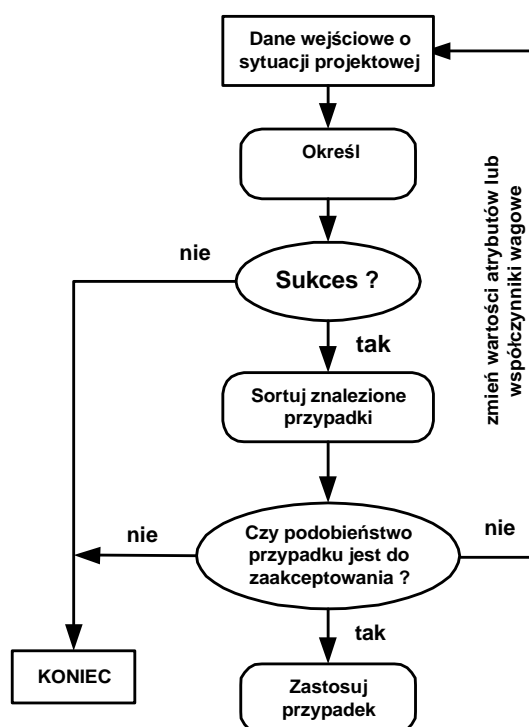 Dane wejściowe o
sytuacji projektowej
Określ
nie
Sukces ?
tak
Sortuj znalezione
przypadki
zmień wartości atrybutów lub
współczynniki wagowe
nie
Czy podobieństwo
przypadku jest do
zaakceptowania ?
nie
tak
KONIEC
Zastosuj
przypadek